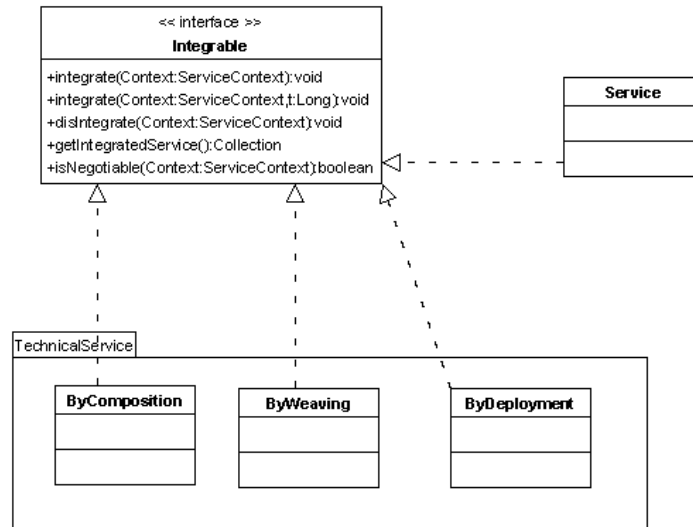 << interface >>
Integrable
+integrate(Context:ServiceContext):void
+integrate(Context:ServiceContext,t:Long):void
+disIntegrate(Context:ServiceContext):void
+getIntegratedService():Collection
+isNegotiable(Context:ServiceContext):boolean
Service
TechnicalService
ByComposition
ByWeaving
ByDeployment